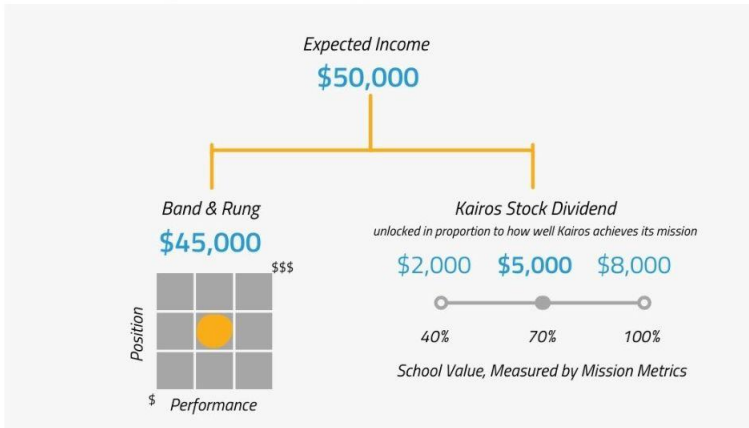 Expected Income
$50,000
Band & Rung
$45,000
$$$
Position
$
Performance
Kairos Stock Dividend
unlocked in proportion to how well Kairos achieves its mission
$2,000 $5,000 $8,000
40% 70% 100%
School Value, Measured by Mission Metrics